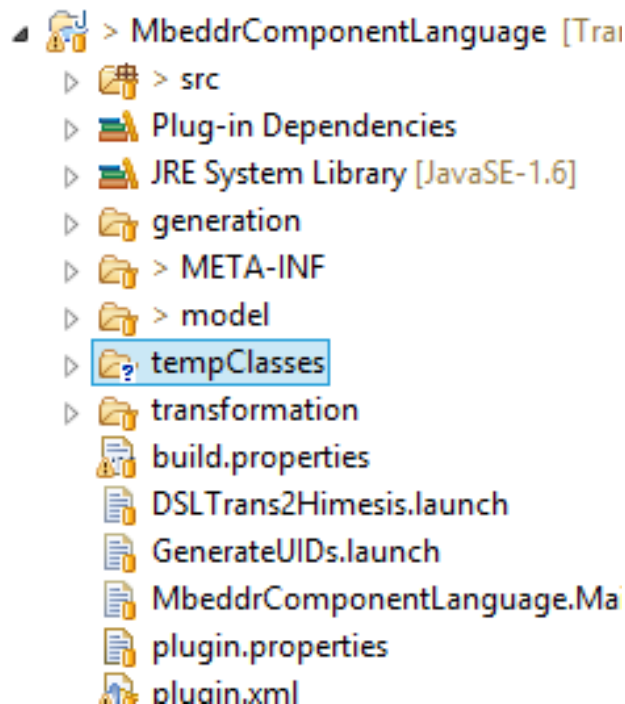 > MbeddrComponentLanguage [Tra
> src
Plug-in Dependencies
JRE System Library [JavaSE-1.6]
generation
> META-INF
> model
tempClasses
transformation
build.properties
DSLTrans2Himesis.launch
GenerateUIDs.launch
MbeddrComponentLanguage.Ma
plugin.properties
plugin.xml